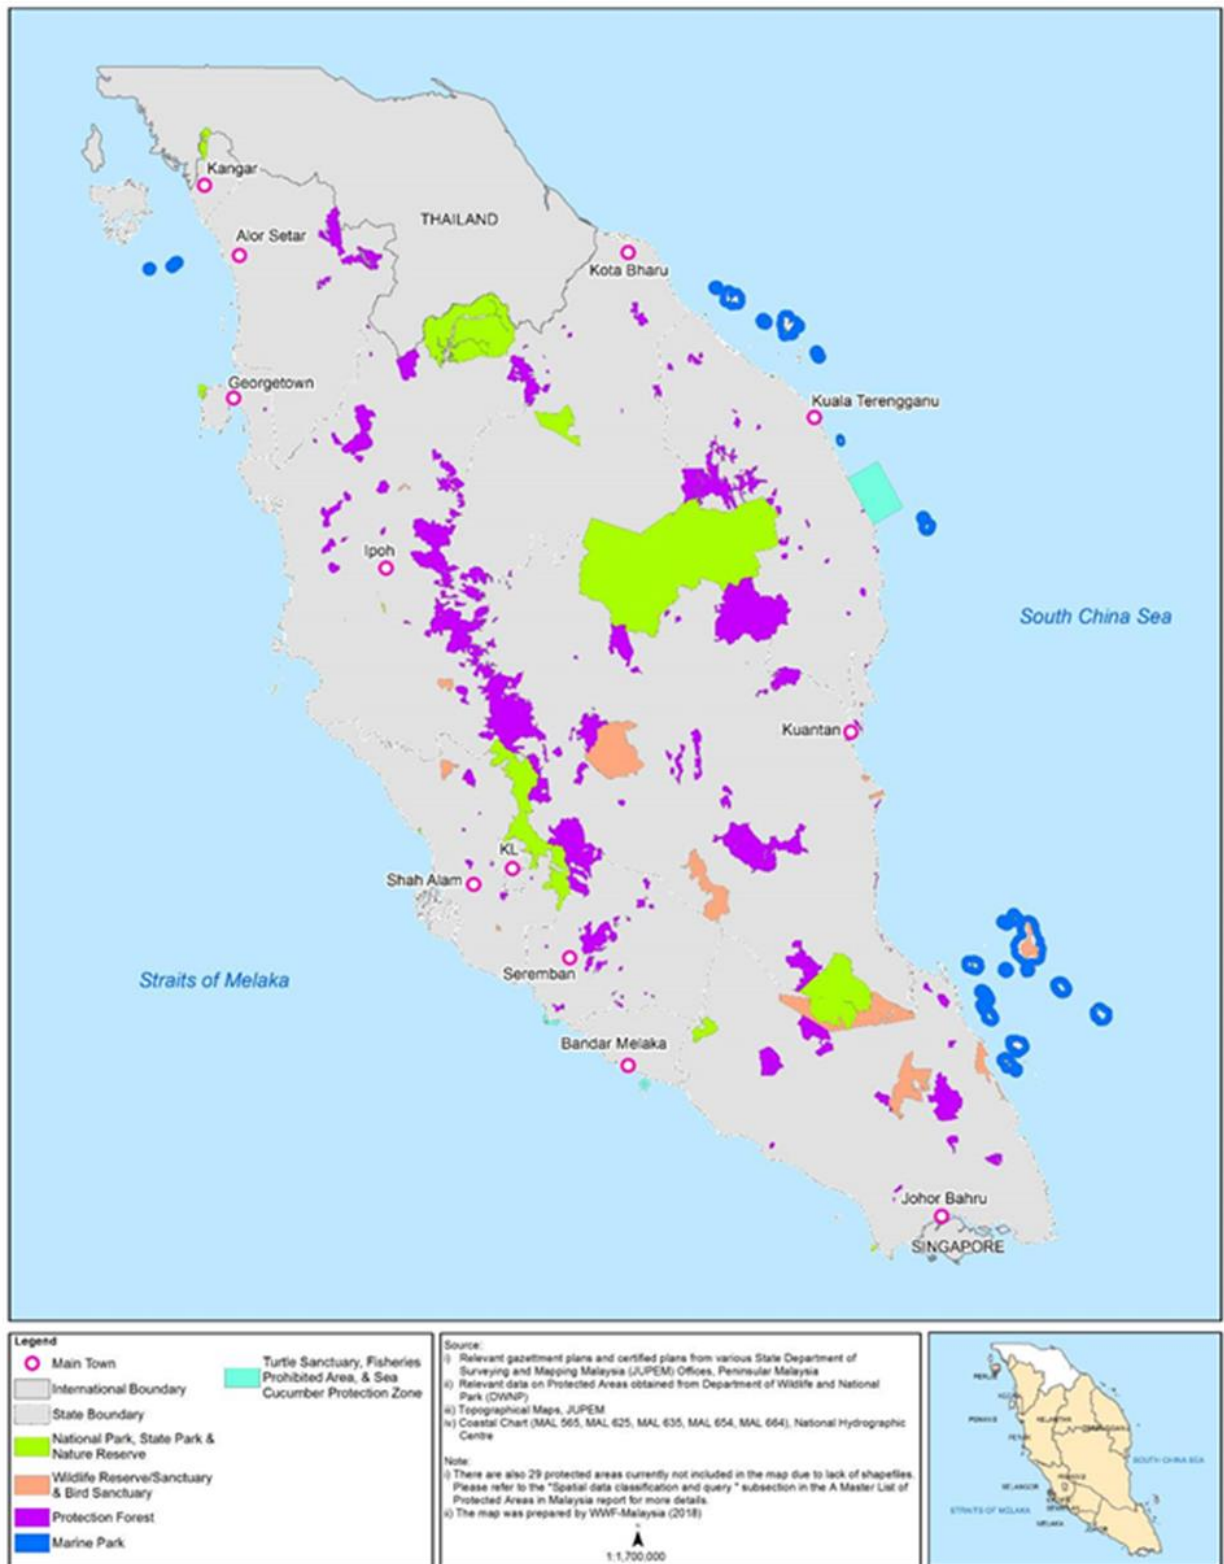 Kangar
THAILAND
Alor Setar
Kota Bharu
Georgetown
Kuala Terengganu
Ipoh
South China Sea
Kuantan
KL
Shah Alam
Straits of Melaka
Seremban
Bandar Melaka
Johor Bahru
SINGAPORE
Legend
Main Town
International Boundary
State Boundary
National Park, State Park &
Nature Reserve
Wildlife Reserve/Sanctuary
& Bird Sanctuary
Protection Forest
Marine Park
Turtle Sanctuary, Fisheries
Prohibited Area, & Sea
Cucumber Protection Zone
Source:
i) Relevant gazettment plans and certified plans from various State Department of
Surveying and Mapping Malaysia (JUPEM) Offices, Peninsular Malaysia
ii) Relevant data on Protected Areas obtained from Department of Wildlife and National
Park (DWNP)
iii) Topographical Maps, JUPEM
iv) Coastal Chart (MAL 565, MAL 625, MAL 635, MAL 654, MAL 664), National Hydrographic
Centre
Note:
i) There are also 29 protected areas currently not included in the map due to lack of shapefiles.
Please refer to the "Spatial data classification and query " subsection in the A Master List of
Protected Areas in Malaysia report for more details.
ii) The map was prepared by WWF-Malaysia (2018)
1:1,700,000
PENANG
KELANTAN
SOUTH CHINA SEA
SELANGOR
STRAITS OF MELAKA
MELAKA